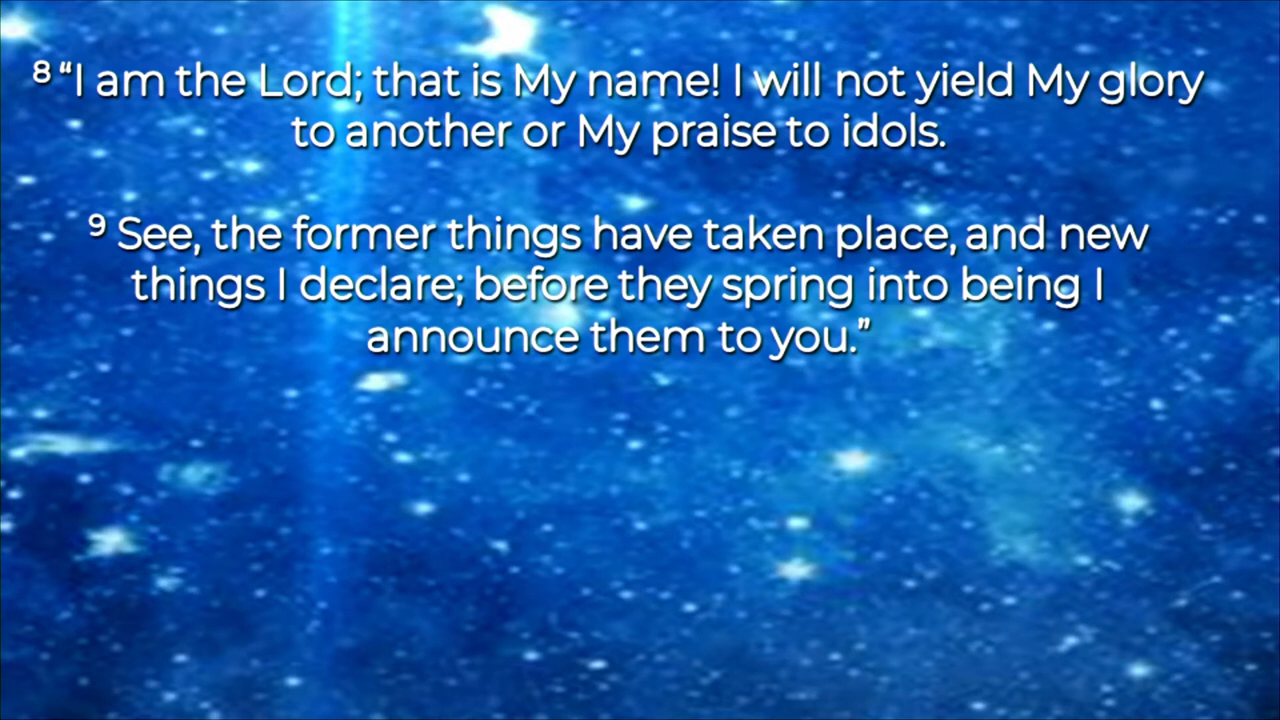 8 “I am the Lord; that is My name! I will not yield My glory
to another or My praise to idols.
9 See, the former things have taken place, and new
things I declare; before they spring into being I
announce them to you.”